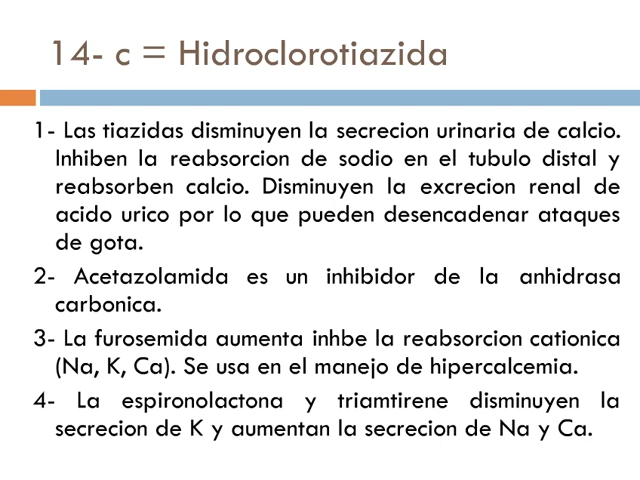 14- c = Hidroclorotiazida
1- Las tiazidas disminuyen la secrecion urinaria de calcio.
Inhiben la reabsorcion de sodio en el tubulo distal y
reabsorben calcio. Disminuyen la excrecion renal de
acido urico por lo que pueden desencadenar ataques
de gota.
2- Acetazolamida es un inhibidor de la anhidrasa
carbonica.
3- La furosemida aumenta inhbe la reabsorcion cationica
(Na, K, Ca). Se usa en el manejo de hipercalcemia.
4- La espironolactona y triamtirene disminuyen la
secrecion de K y aumentan la secrecion de Na y Ca.